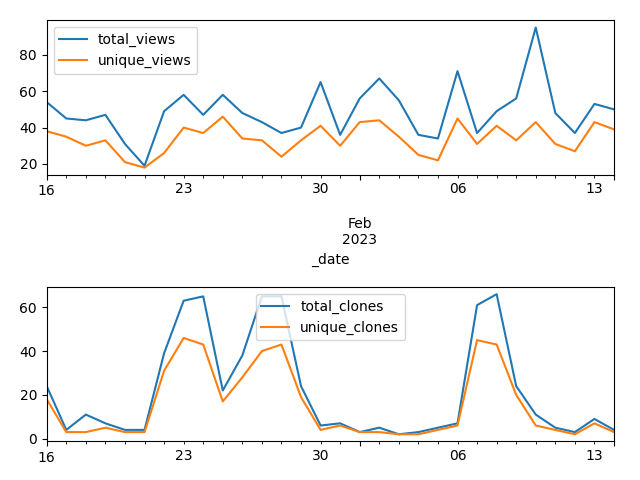 total_views
unique_views
80
60
40
20
16 23 30 06 13
Feb
2023
_date
total_clones
unique_clones
60
40
20
0
16 23 30 06 13